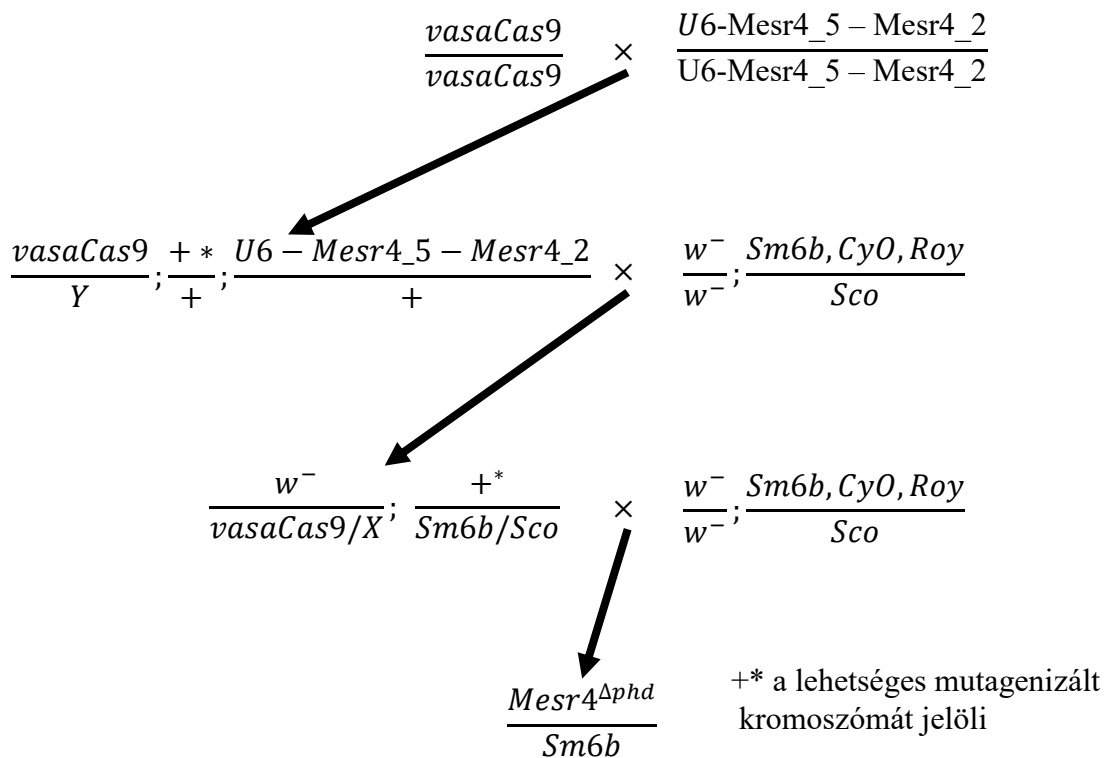 vasaCas9 / vasaCas9 × U6-Mesr4_5 – Mesr4_2 / U6-Mesr4_5 – Mesr4_2
vasaCas9 / Y ; + * / + ; U6 – Mesr4_5 – Mesr4_2 / + × w⁻ / w⁻ ; Sm6b, CyO, Roy / Sco
w⁻ / vasaCas9/X ; +* / Sm6b/Sco × w⁻ / w⁻ ; Sm6b, CyO, Roy / Sco
Mesr4^Δphd / Sm6b
+* a lehetséges mutagenizált
kromoszómát jelöli